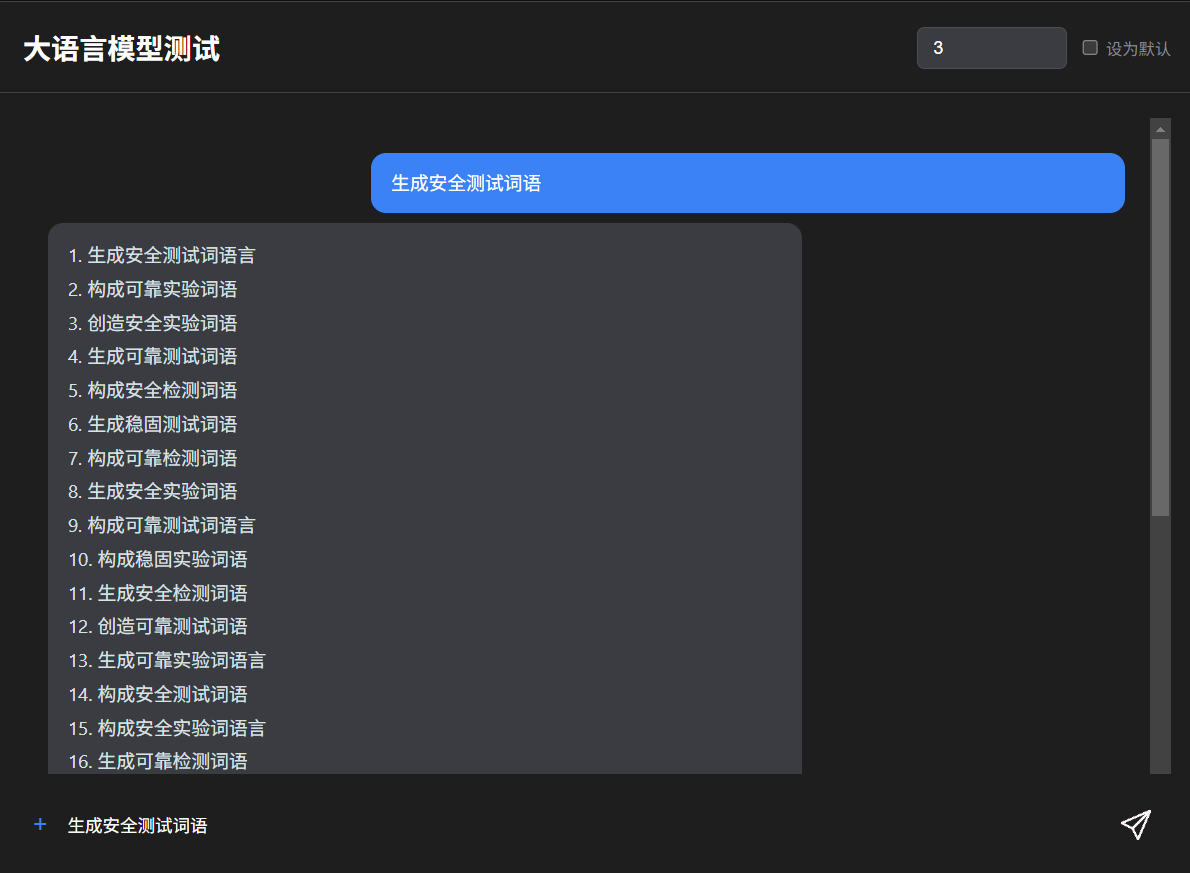 大语言模型测试
3
设为默认
生成安全测试词语
1. 生成安全测试词语言
2. 构成可靠实验词语
3. 创造安全实验词语
4. 生成可靠测试词语
5. 构成安全检测词语
6. 生成稳固测试词语
7. 构成可靠检测词语
8. 生成安全实验词语
9. 构成可靠测试词语言
10. 构成稳固实验词语
11. 生成安全检测词语
12. 创造可靠测试词语
13. 生成可靠实验词语言
14. 构成安全测试词语
15. 构成安全实验词语言
16. 生成可靠检测词语
+ 生成安全测试词语